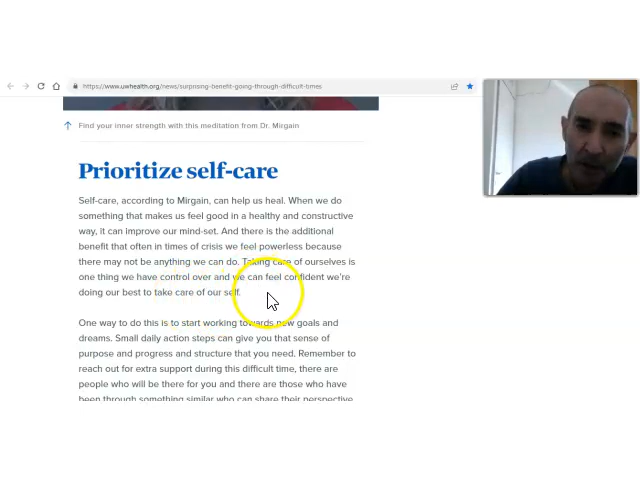 https://www.uwhealth.org/news/surprising-benefit-going-through-difficult-times
Find your inner strength with this meditation from Dr. Mirgain
Prioritize self-care
Self-care, according to Mirgain, can help us heal. When we do
something that makes us feel good in a healthy and constructive
way, it can improve our mind-set. And there is the additional
benefit that often in times of crisis we feel powerless because
there may not be anything we can do. Taking care of ourselves is
one thing we have control over and we can feel confident we're
doing our best to take care of our self.
One way to do this is to start working towards new goals and
dreams. Small daily action steps can give you that sense of
purpose and progress and structure that you need. Remember to
reach out for extra support during this difficult time, there are
people who will be there for you and there are those who have
been through something similar who can share their perspective